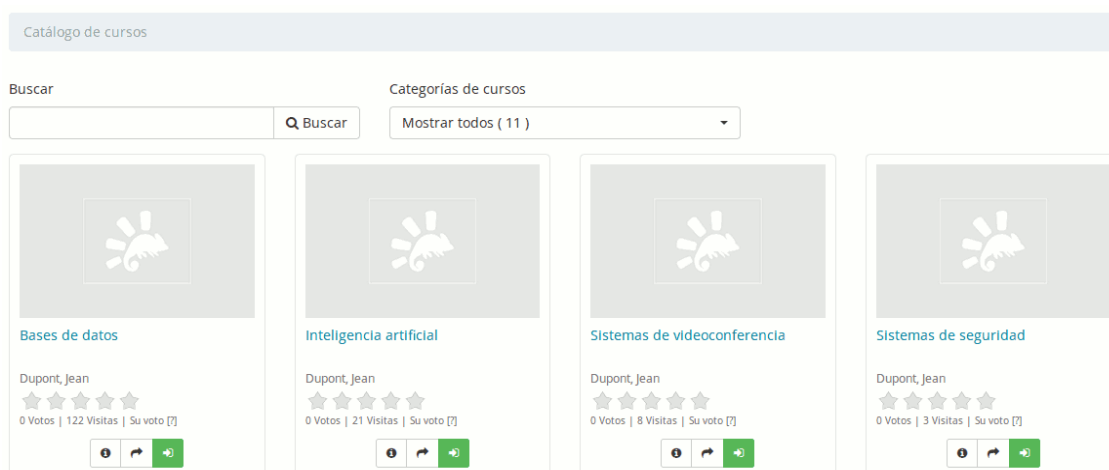 Catálogo de cursos
Buscar
Categorías de cursos
Buscar
Mostrar todos ( 11 )
Bases de datos
Dupont, Jean
0 Votos | 122 Visitas | Su voto [?]
Inteligencia artificial
Dupont, Jean
0 Votos | 21 Visitas | Su voto [?]
Sistemas de videoconferencia
Dupont, Jean
0 Votos | 8 Visitas | Su voto [?]
Sistemas de seguridad
Dupont, Jean
0 Votos | 3 Visitas | Su voto [?]